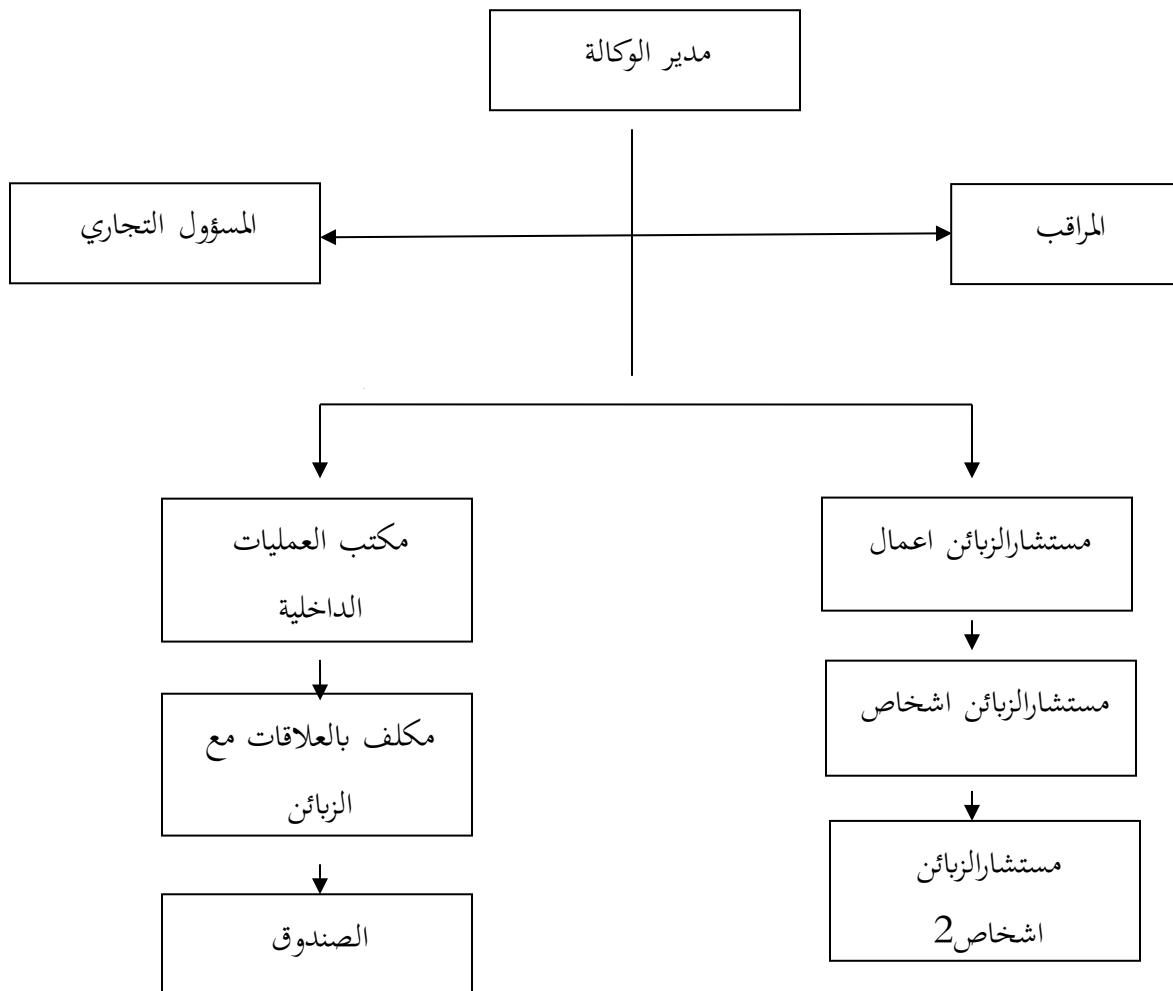 مدير الوكالة
المراقب
المسؤول التجاري
مستشارالزبائن اعمال
مكتب العمليات
الداخلية
مستشارالزبائن اشخاص
مكلف بالعلاقات مع
الزبائن
مستشارالزبائن
اشخاص2
الصندوق